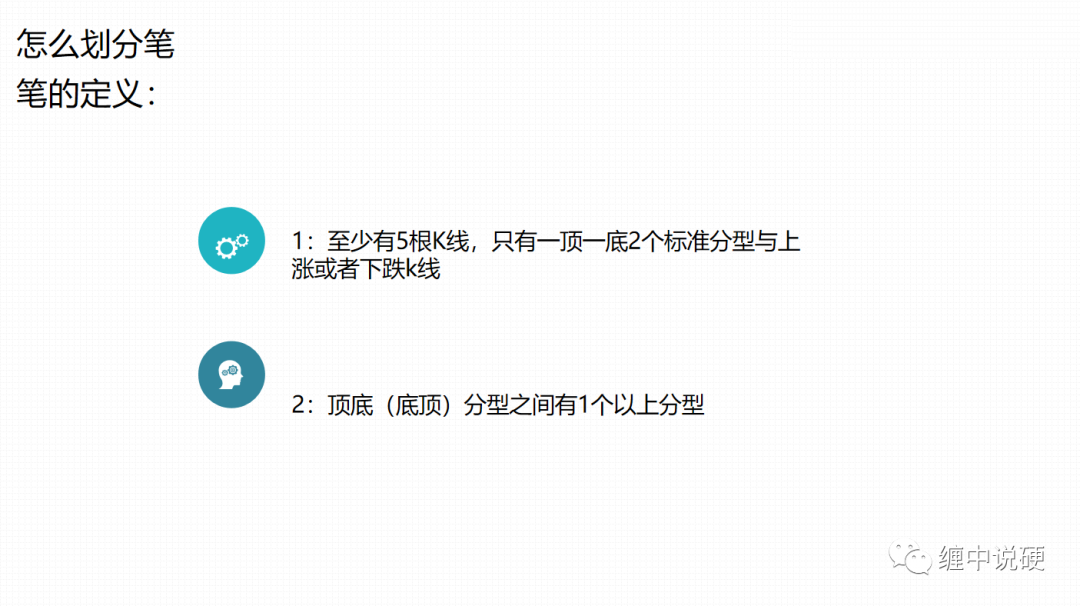 怎么划分笔
笔的定义：
1：至少有5根K线，只有一顶一底2个标准分型与上
涨或者下跌k线
2：顶底（底顶）分型之间有1个以上分型
缠中说硬